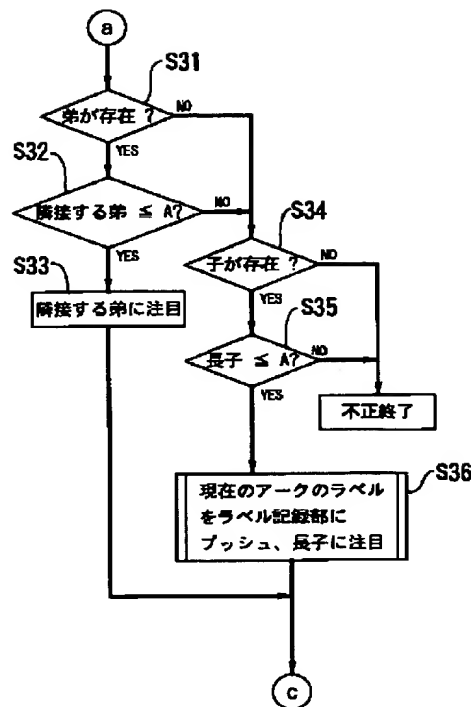 a
S31
弟が存在 ?
NO
YES
S32
隣接する弟 ≦ A?
NO
YES
S33
隣接する弟に注目
S34
子が存在 ?
NO
YES
S35
長子 ≦ A?
NO
YES
不正終了
S36
現在のアークのラベル
をラベル記録部に
プッシュ、長子に注目
c